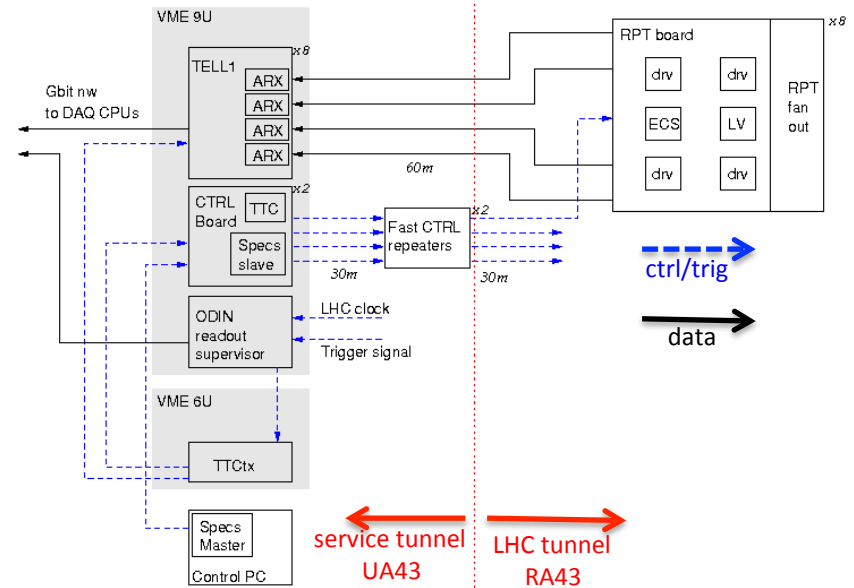 VME 9U
x8
TELL1
ARX
ARX
ARX
ARX
Gbit nw
to DAQ CPUs
60m
x8
RPT board
drv
drv
ECS
LV
drv
drv
RPT
fan
out
x2
CTRL
Board
TTC
Specs
slave
30m
x2
Fast CTRL
repeaters
30m
ctrl/trig
data
ODIN
readout
supervisor
LHC clock
Trigger signal
VME 6U
TTCtx
Specs
Master
Control PC
service tunnel
UA43
LHC tunnel
RA43